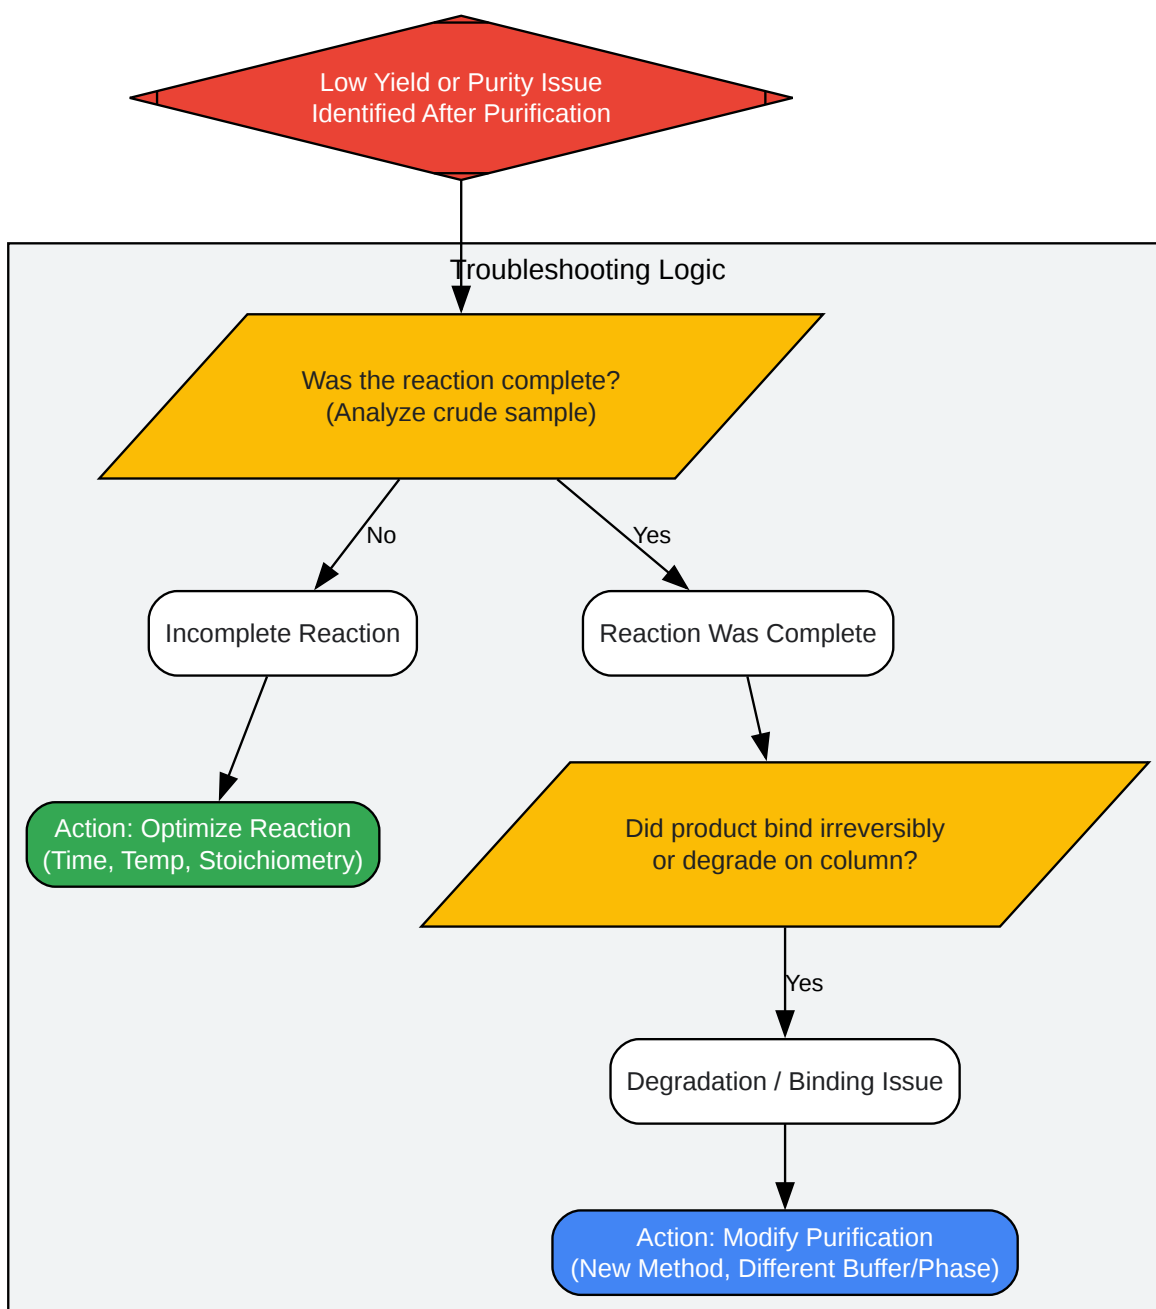 Low Yield or Purity Issue
Identified After Purification
Troubleshooting Logic
Was the reaction complete?
(Analyze crude sample)
No
Yes
Incomplete Reaction
Reaction Was Complete
Action: Optimize Reaction
(Time, Temp, Stoichiometry)
Did product bind irreversibly
or degrade on column?
Yes
Degradation / Binding Issue
Action: Modify Purification
(New Method, Different Buffer/Phase)